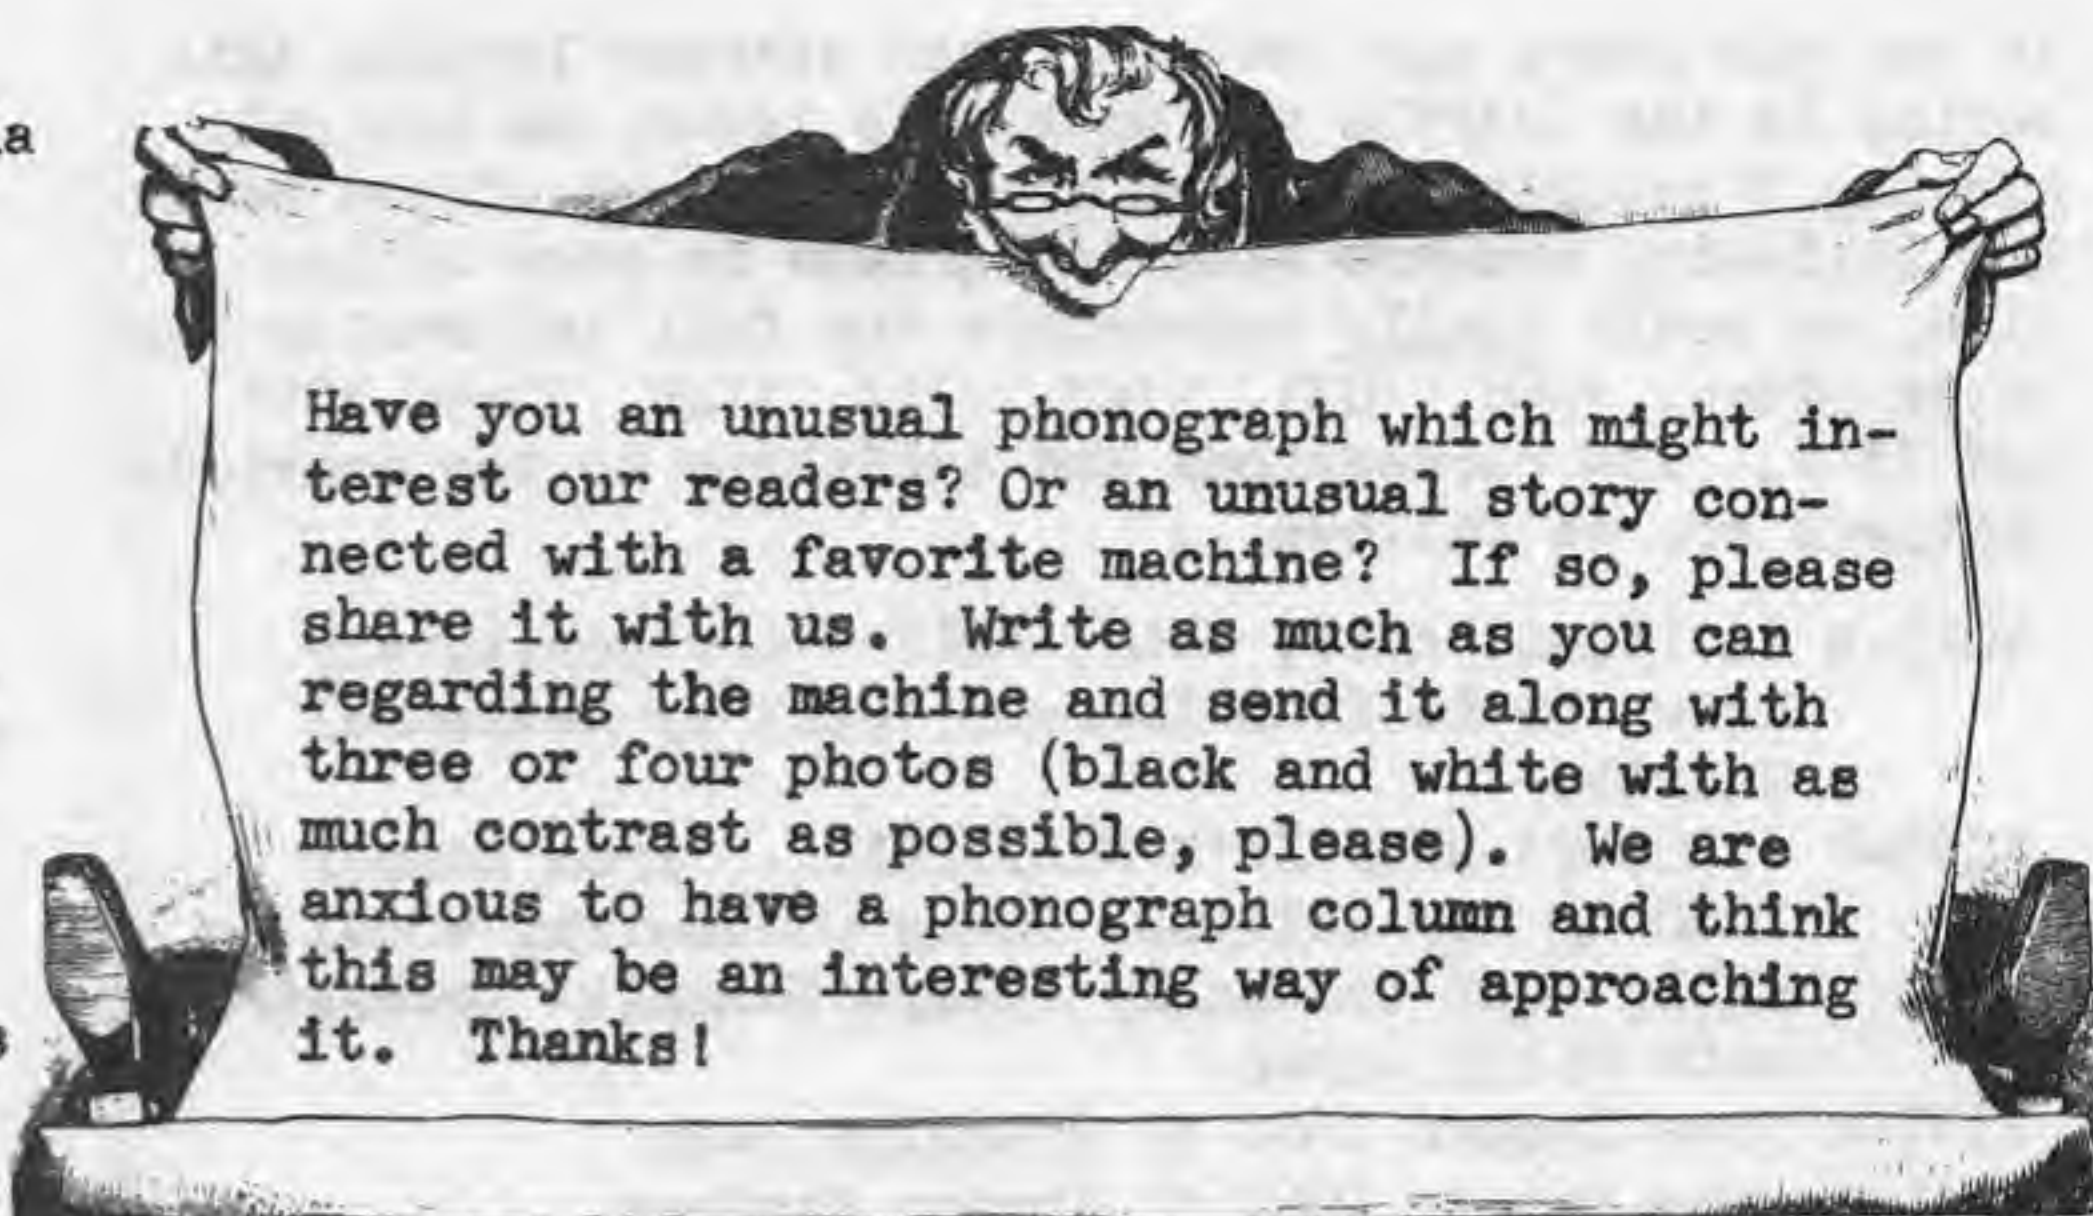 Have you an unusual phonograph which might in-
terest our readers? Or an unusual story con-
nected with a favorite machine?  If so, please
share it with us.  Write as much as you can
regarding the machine and send it along with
three or four photos (black and white with as
much contrast as possible, please).  We are
anxious to have a phonograph column and think
this may be an interesting way of approaching
it.  Thanks!